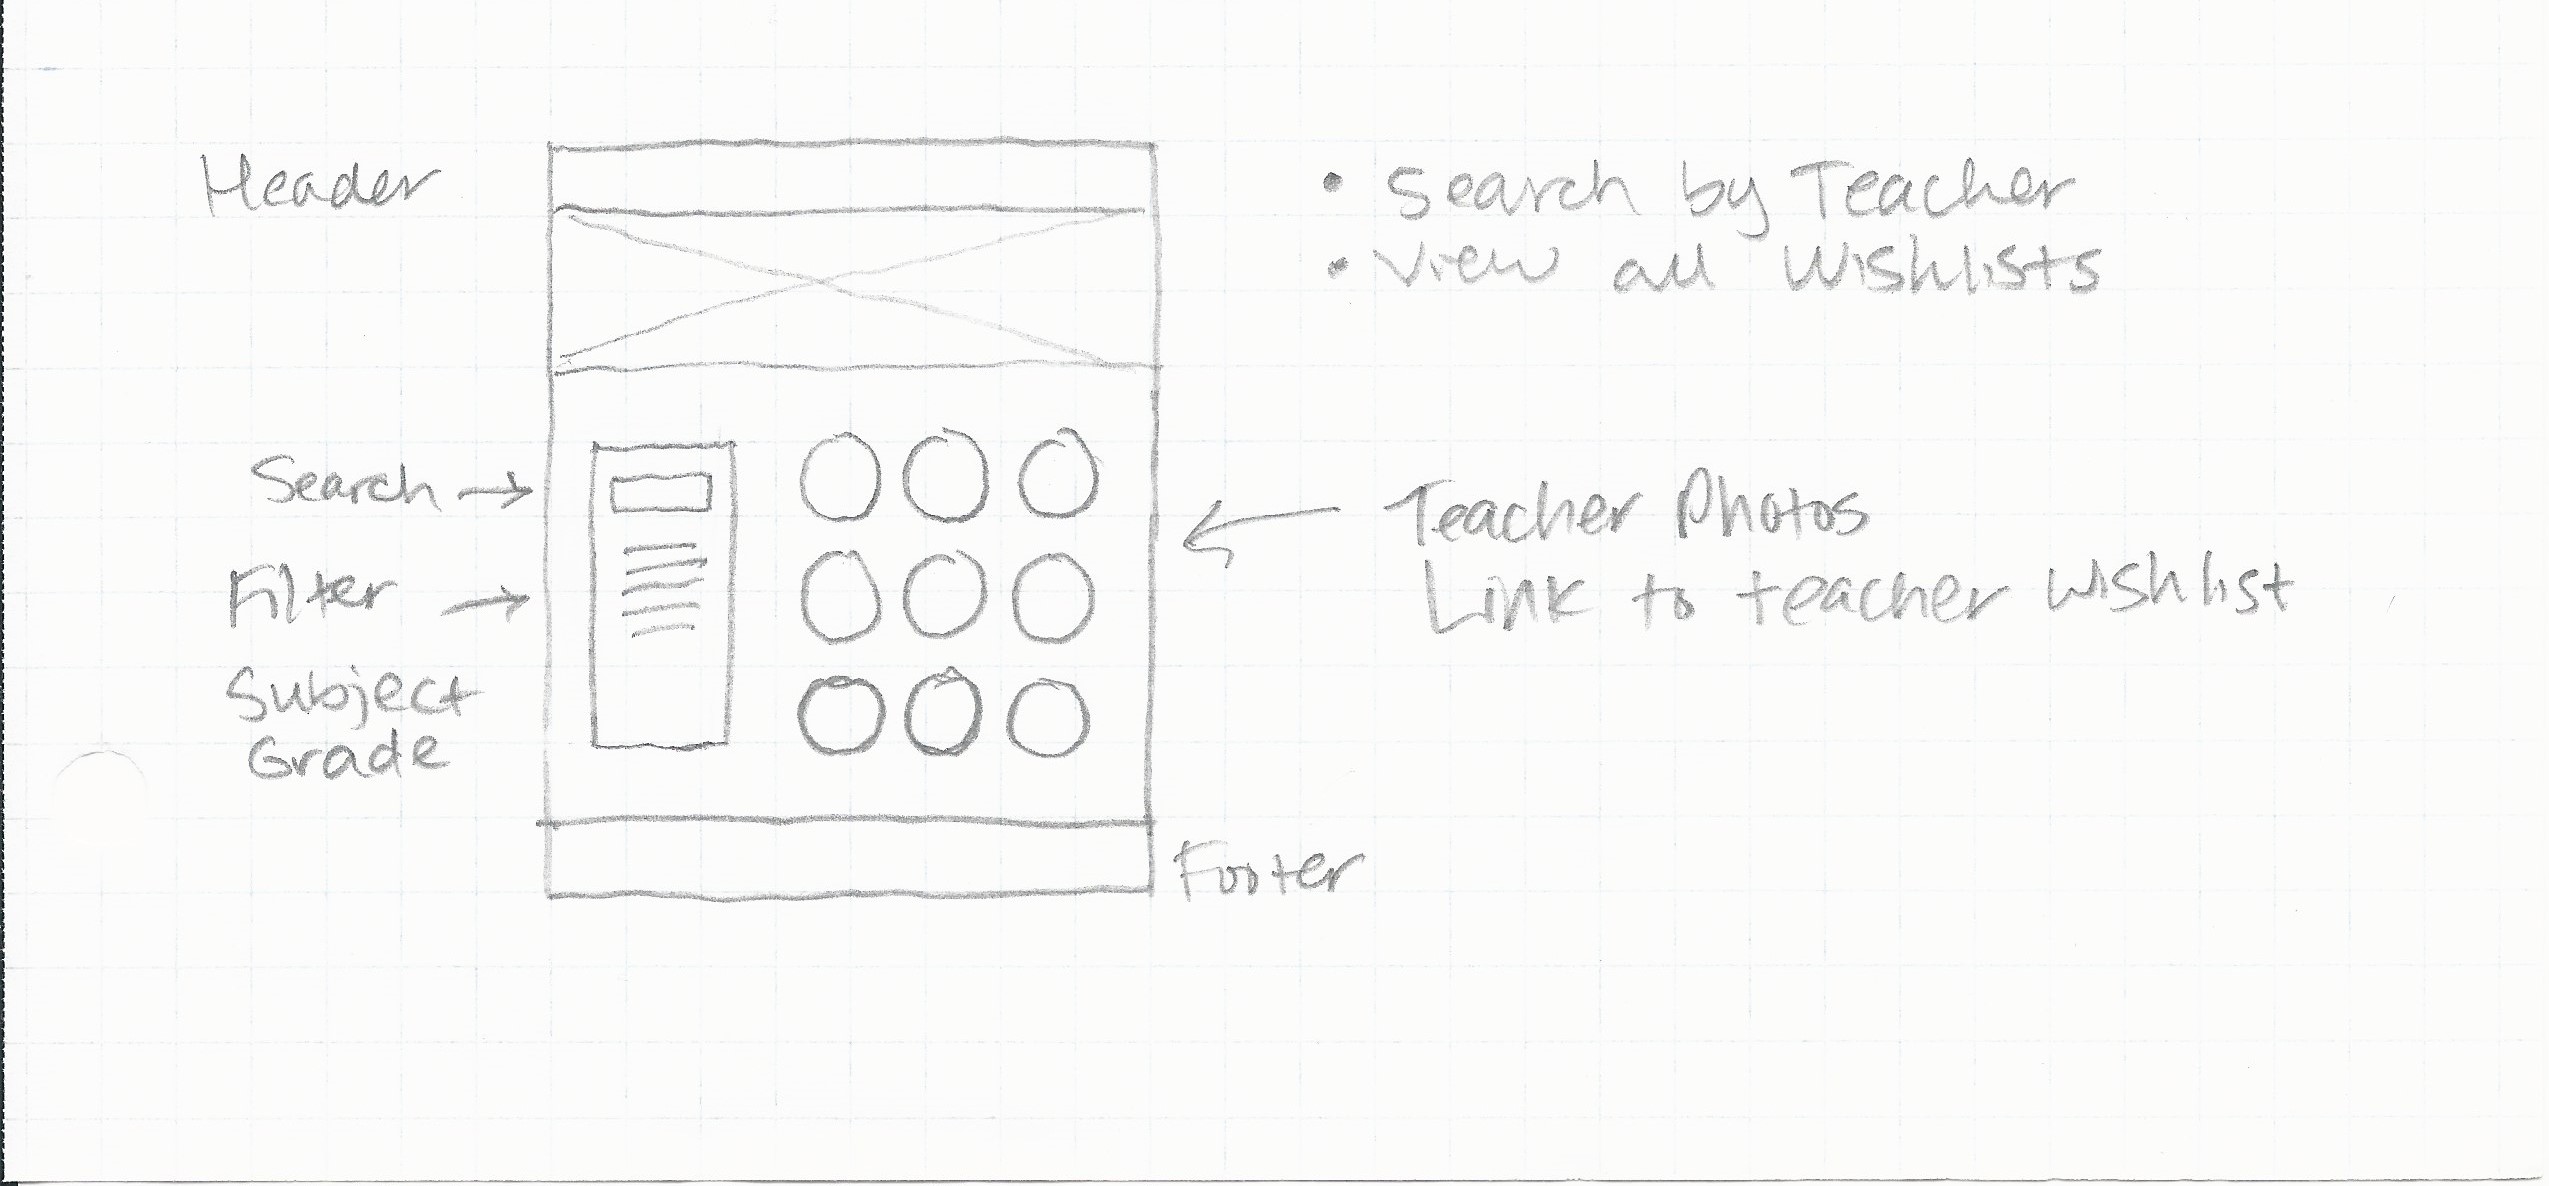 Header
• Search by Teacher
• View all Wishlists
Search →
Filter →
Subject
Grade
← Teacher Photos
Link to teacher wishlist
Footer